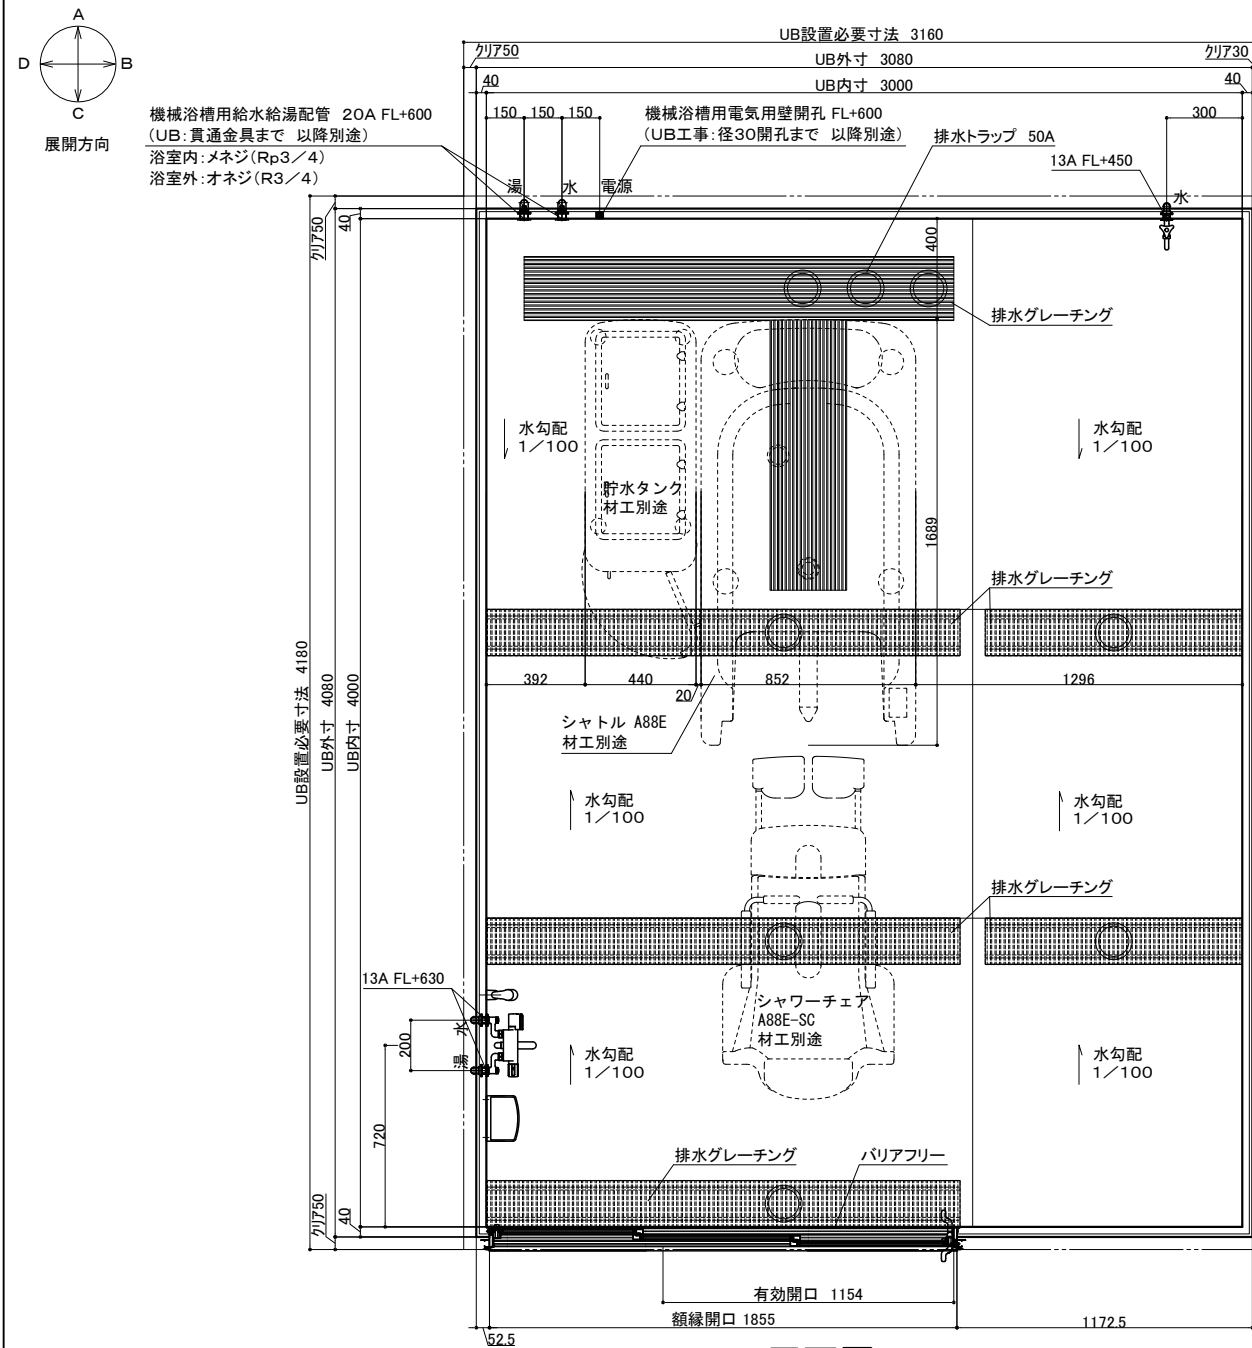 A
D
B
C
展開方向
UB設置必要寸法 3160
クリア50
UB外寸 3080
クリア30
40
UB内寸 3000
40
機械浴槽用給水給湯配管 20A FL+600
(UB:貫通金具まで 以降別途)
浴室内:メネジ(Rp3/4)
浴室外:オネジ(R3/4)
150
150
150
機械浴槽用電気用壁開孔 FL+600
(UB工事:径30開孔まで 以降別途)
排水トラップ 50A
300
13A FL+450
湯
水
電源
水
クリア50
40
400
排水グレーチング
水勾配
1/100
水勾配
1/100
貯水タンク
材工別途
1689
排水グレーチング
UB設置必要寸法 4180
UB外寸 4080
UB内寸 4000
392
440
20
852
1296
シャトル A88E
材工別途
水勾配
1/100
水勾配
1/100
排水グレーチング
13A FL+630
シャワーチェア
A88E-SC
材工別途
水
200
湯
水勾配
1/100
水勾配
1/100
720
排水グレーチング
バリアフリー
クリア50
40
有効開口 1154
額縁開口 1855
1172.5
52.5